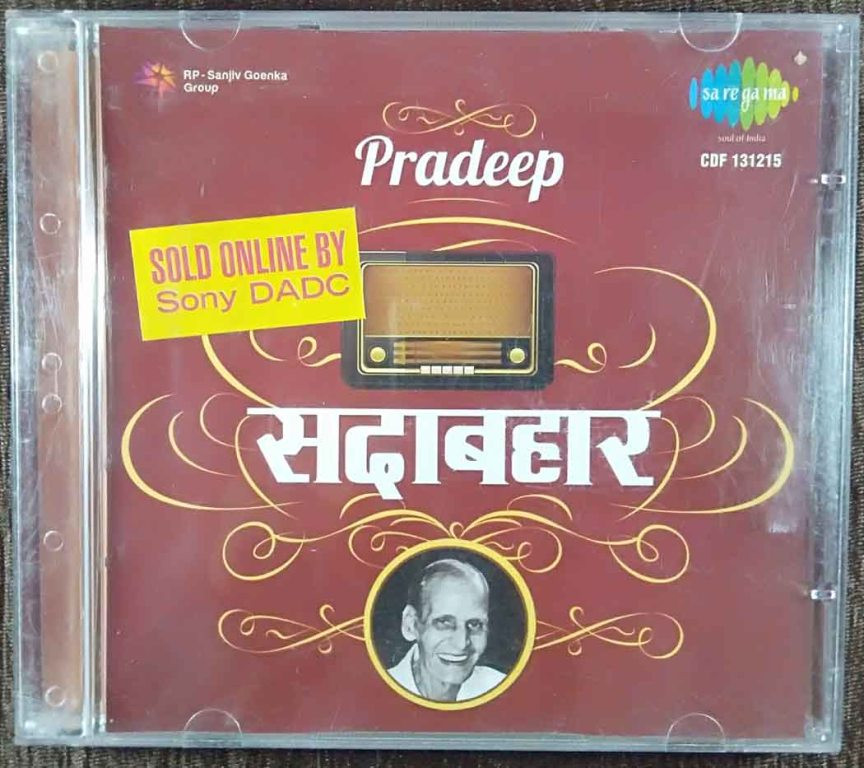 RP-Sanjiv Goenka
Group
sa re ga ma
soul of India
CDF 131215
Pradeep
SOLD ONLINE BY
Sony DADC
सदाबहार